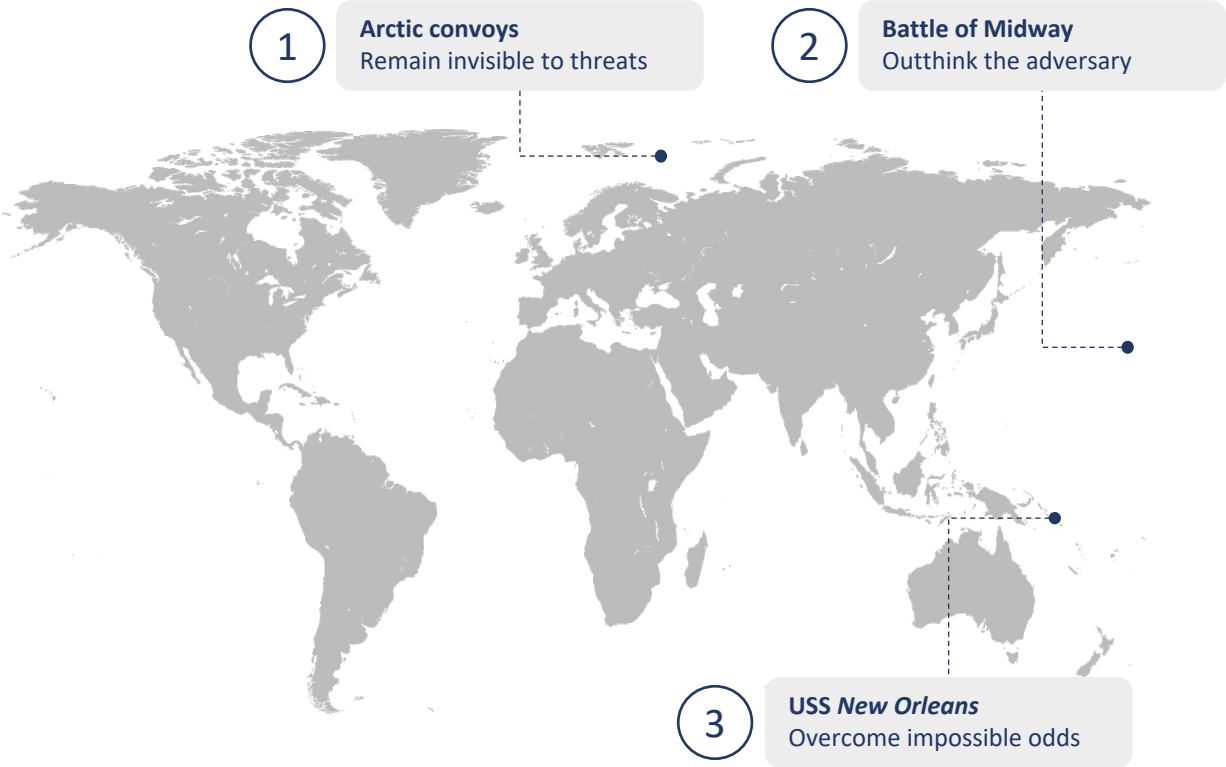 1
Arctic convoys
Remain invisible to threats
2
Battle of Midway
Outthink the adversary
3
USS New Orleans
Overcome impossible odds